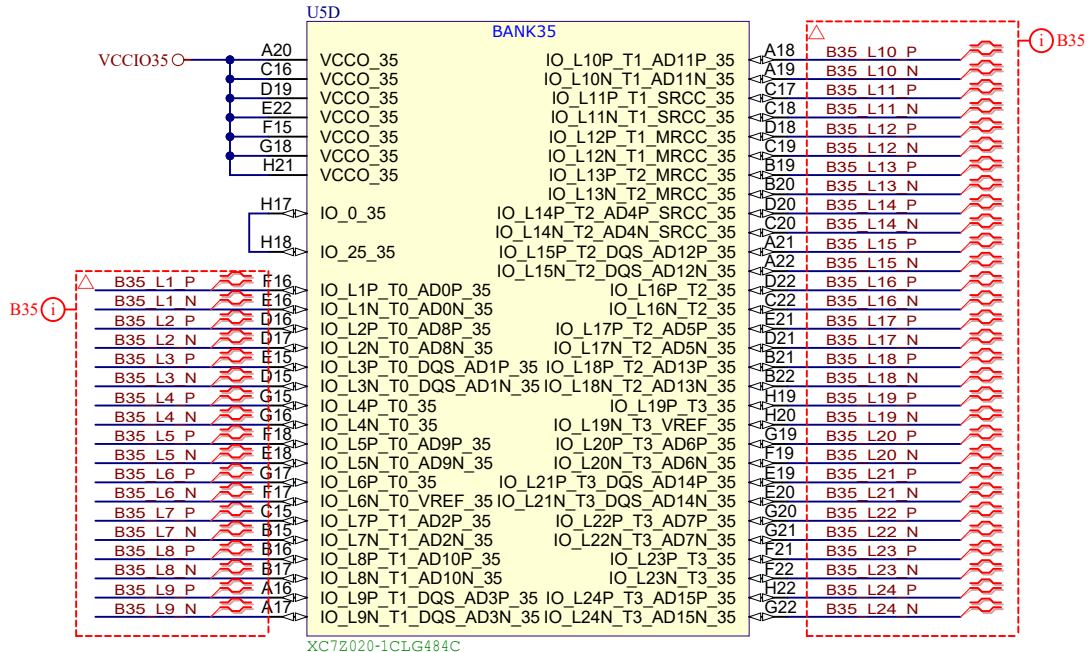 U5D
BANK35
VCCIO35 A20 VCCO_35 IO_L10P_T1_AD11P_35 A18 B35_L10_P
C16 VCCO_35 IO_L10N_T1_AD11N_35 A19 B35_L10_N
D19 VCCO_35 IO_L11P_T1_SRCC_35 C17 B35_L11_P
E22 VCCO_35 IO_L11N_T1_SRCC_35 C18 B35_L11_N
F15 VCCO_35 IO_L12P_T1_MRCC_35 D18 B35_L12_P
G18 VCCO_35 IO_L12N_T1_MRCC_35 C19 B35_L12_N
H21 VCCO_35 IO_L13P_T2_MRCC_35 B19 B35_L13_P
IO_L13N_T2_MRCC_35 B20 B35_L13_N
H17 IO_0_35 IO_L14P_T2_AD4P_SRCC_35 D20 B35_L14_P
IO_L14N_T2_AD4N_SRCC_35 C20 B35_L14_N
H18 IO_25_35 IO_L15P_T2_DQS_AD12P_35 A21 B35_L15_P
IO_L15N_T2_DQS_AD12N_35 A22 B35_L15_N
B35_L1_P F16 IO_L1P_T0_AD0P_35 IO_L16P_T2_35 D22 B35_L16_P
B35_L1_N E16 IO_L1N_T0_AD0N_35 IO_L16N_T2_35 C22 B35_L16_N
B35_L2_P D16 IO_L2P_T0_AD8P_35 IO_L17P_T2_AD5P_35 E21 B35_L17_P
B35_L2_N D17 IO_L2N_T0_AD8N_35 IO_L17N_T2_AD5N_35 D21 B35_L17_N
B35_L3_P E15 IO_L3P_T0_DQS_AD1P_35 IO_L18P_T2_AD13P_35 B21 B35_L18_P
B35_L3_N D15 IO_L3N_T0_DQS_AD1N_35 IO_L18N_T2_AD13N_35 B22 B35_L18_N
B35_L4_P G15 IO_L4P_T0_35 IO_L19P_T3_35 H19 B35_L19_P
B35_L4_N G16 IO_L4N_T0_35 IO_L19N_T3_VREF_35 H20 B35_L19_N
B35_L5_P F18 IO_L5P_T0_AD9P_35 IO_L20P_T3_AD6P_35 G19 B35_L20_P
B35_L5_N E18 IO_L5N_T0_AD9N_35 IO_L20N_T3_AD6N_35 F19 B35_L20_N
B35_L6_P G17 IO_L6P_T0_35 IO_L21P_T3_DQS_AD14P_35 E19 B35_L21_P
B35_L6_N F17 IO_L6N_T0_VREF_35 IO_L21N_T3_DQS_AD14N_35 E20 B35_L21_N
B35_L7_P C15 IO_L7P_T1_AD2P_35 IO_L22P_T3_AD7P_35 G20 B35_L22_P
B35_L7_N B15 IO_L7N_T1_AD2N_35 IO_L22N_T3_AD7N_35 G21 B35_L22_N
B35_L8_P B16 IO_L8P_T1_AD10P_35 IO_L23P_T3_35 F21 B35_L23_P
B35_L8_N B17 IO_L8N_T1_AD10N_35 IO_L23N_T3_35 F22 B35_L23_N
B35_L9_P A16 IO_L9P_T1_DQS_AD3P_35 IO_L24P_T3_AD15P_35 H22 B35_L24_P
B35_L9_N A17 IO_L9N_T1_DQS_AD3N_35 IO_L24N_T3_AD15N_35 G22 B35_L24_N
XC7Z020-1CLG484C
B35 i
i B35